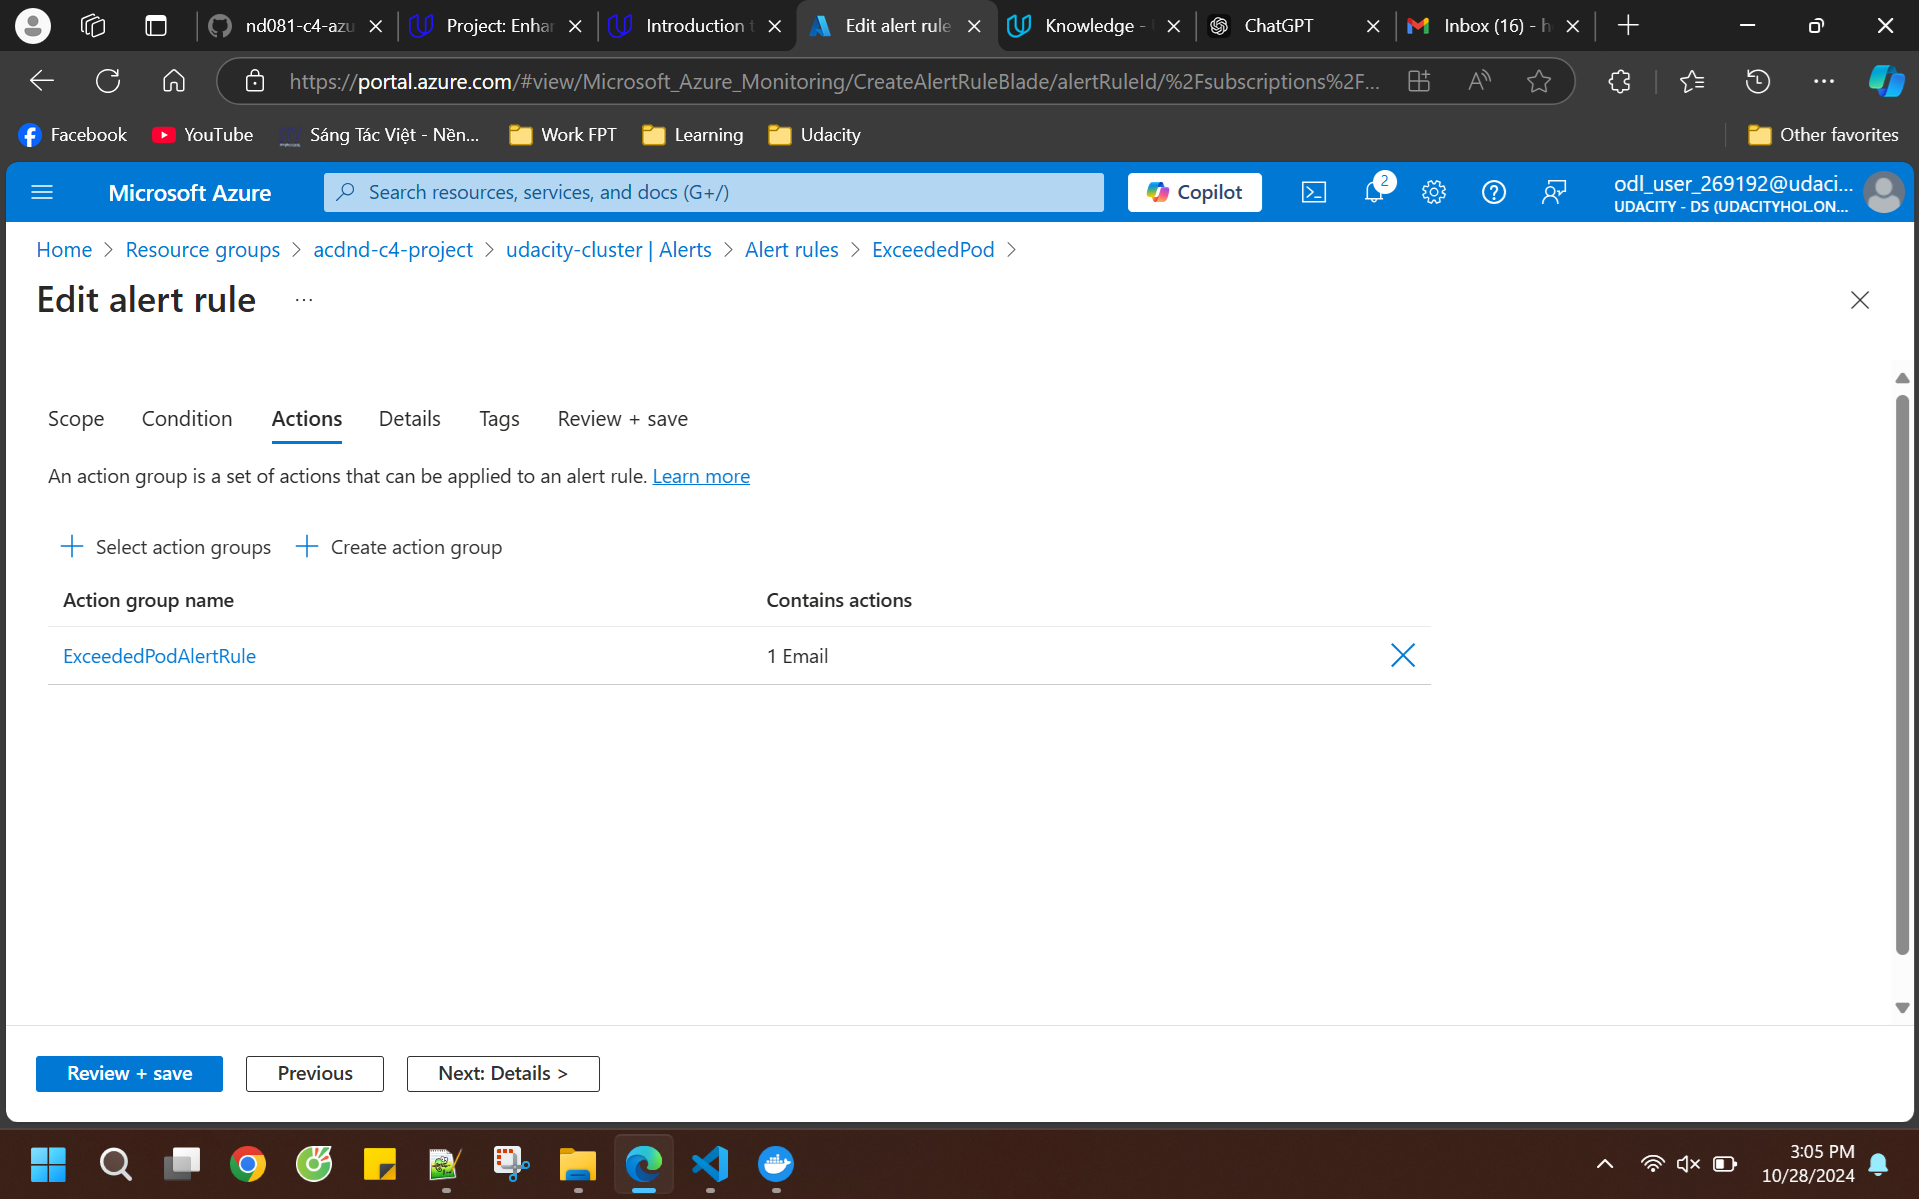 nd081-c4-azu
Project: Enhan
Introduction t
Edit alert rule
Knowledge -
ChatGPT
Inbox (16) - h
https://portal.azure.com/#view/Microsoft_Azure_Monitoring/CreateAlertRuleBlade/alertRuleId/%2Fsubscriptions%2F...
Facebook
YouTube
Sáng Tác Việt - Nền...
Work FPT
Learning
Udacity
Other favorites
Microsoft Azure
Search resources, services, and docs (G+/)
Copilot
2
odl_user_269192@udaci...
UDACITY - DS (UDACITYHOL.ON...
Home > Resource groups > acdnd-c4-project > udacity-cluster | Alerts > Alert rules > ExceededPod >
Edit alert rule ...
Scope
Condition
Actions
Details
Tags
Review + save
An action group is a set of actions that can be applied to an alert rule. Learn more
Select action groups
Create action group
Action group name
Contains actions
ExceededPodAlertRule
1 Email
Review + save
Previous
Next: Details >
3:05 PM
10/28/2024